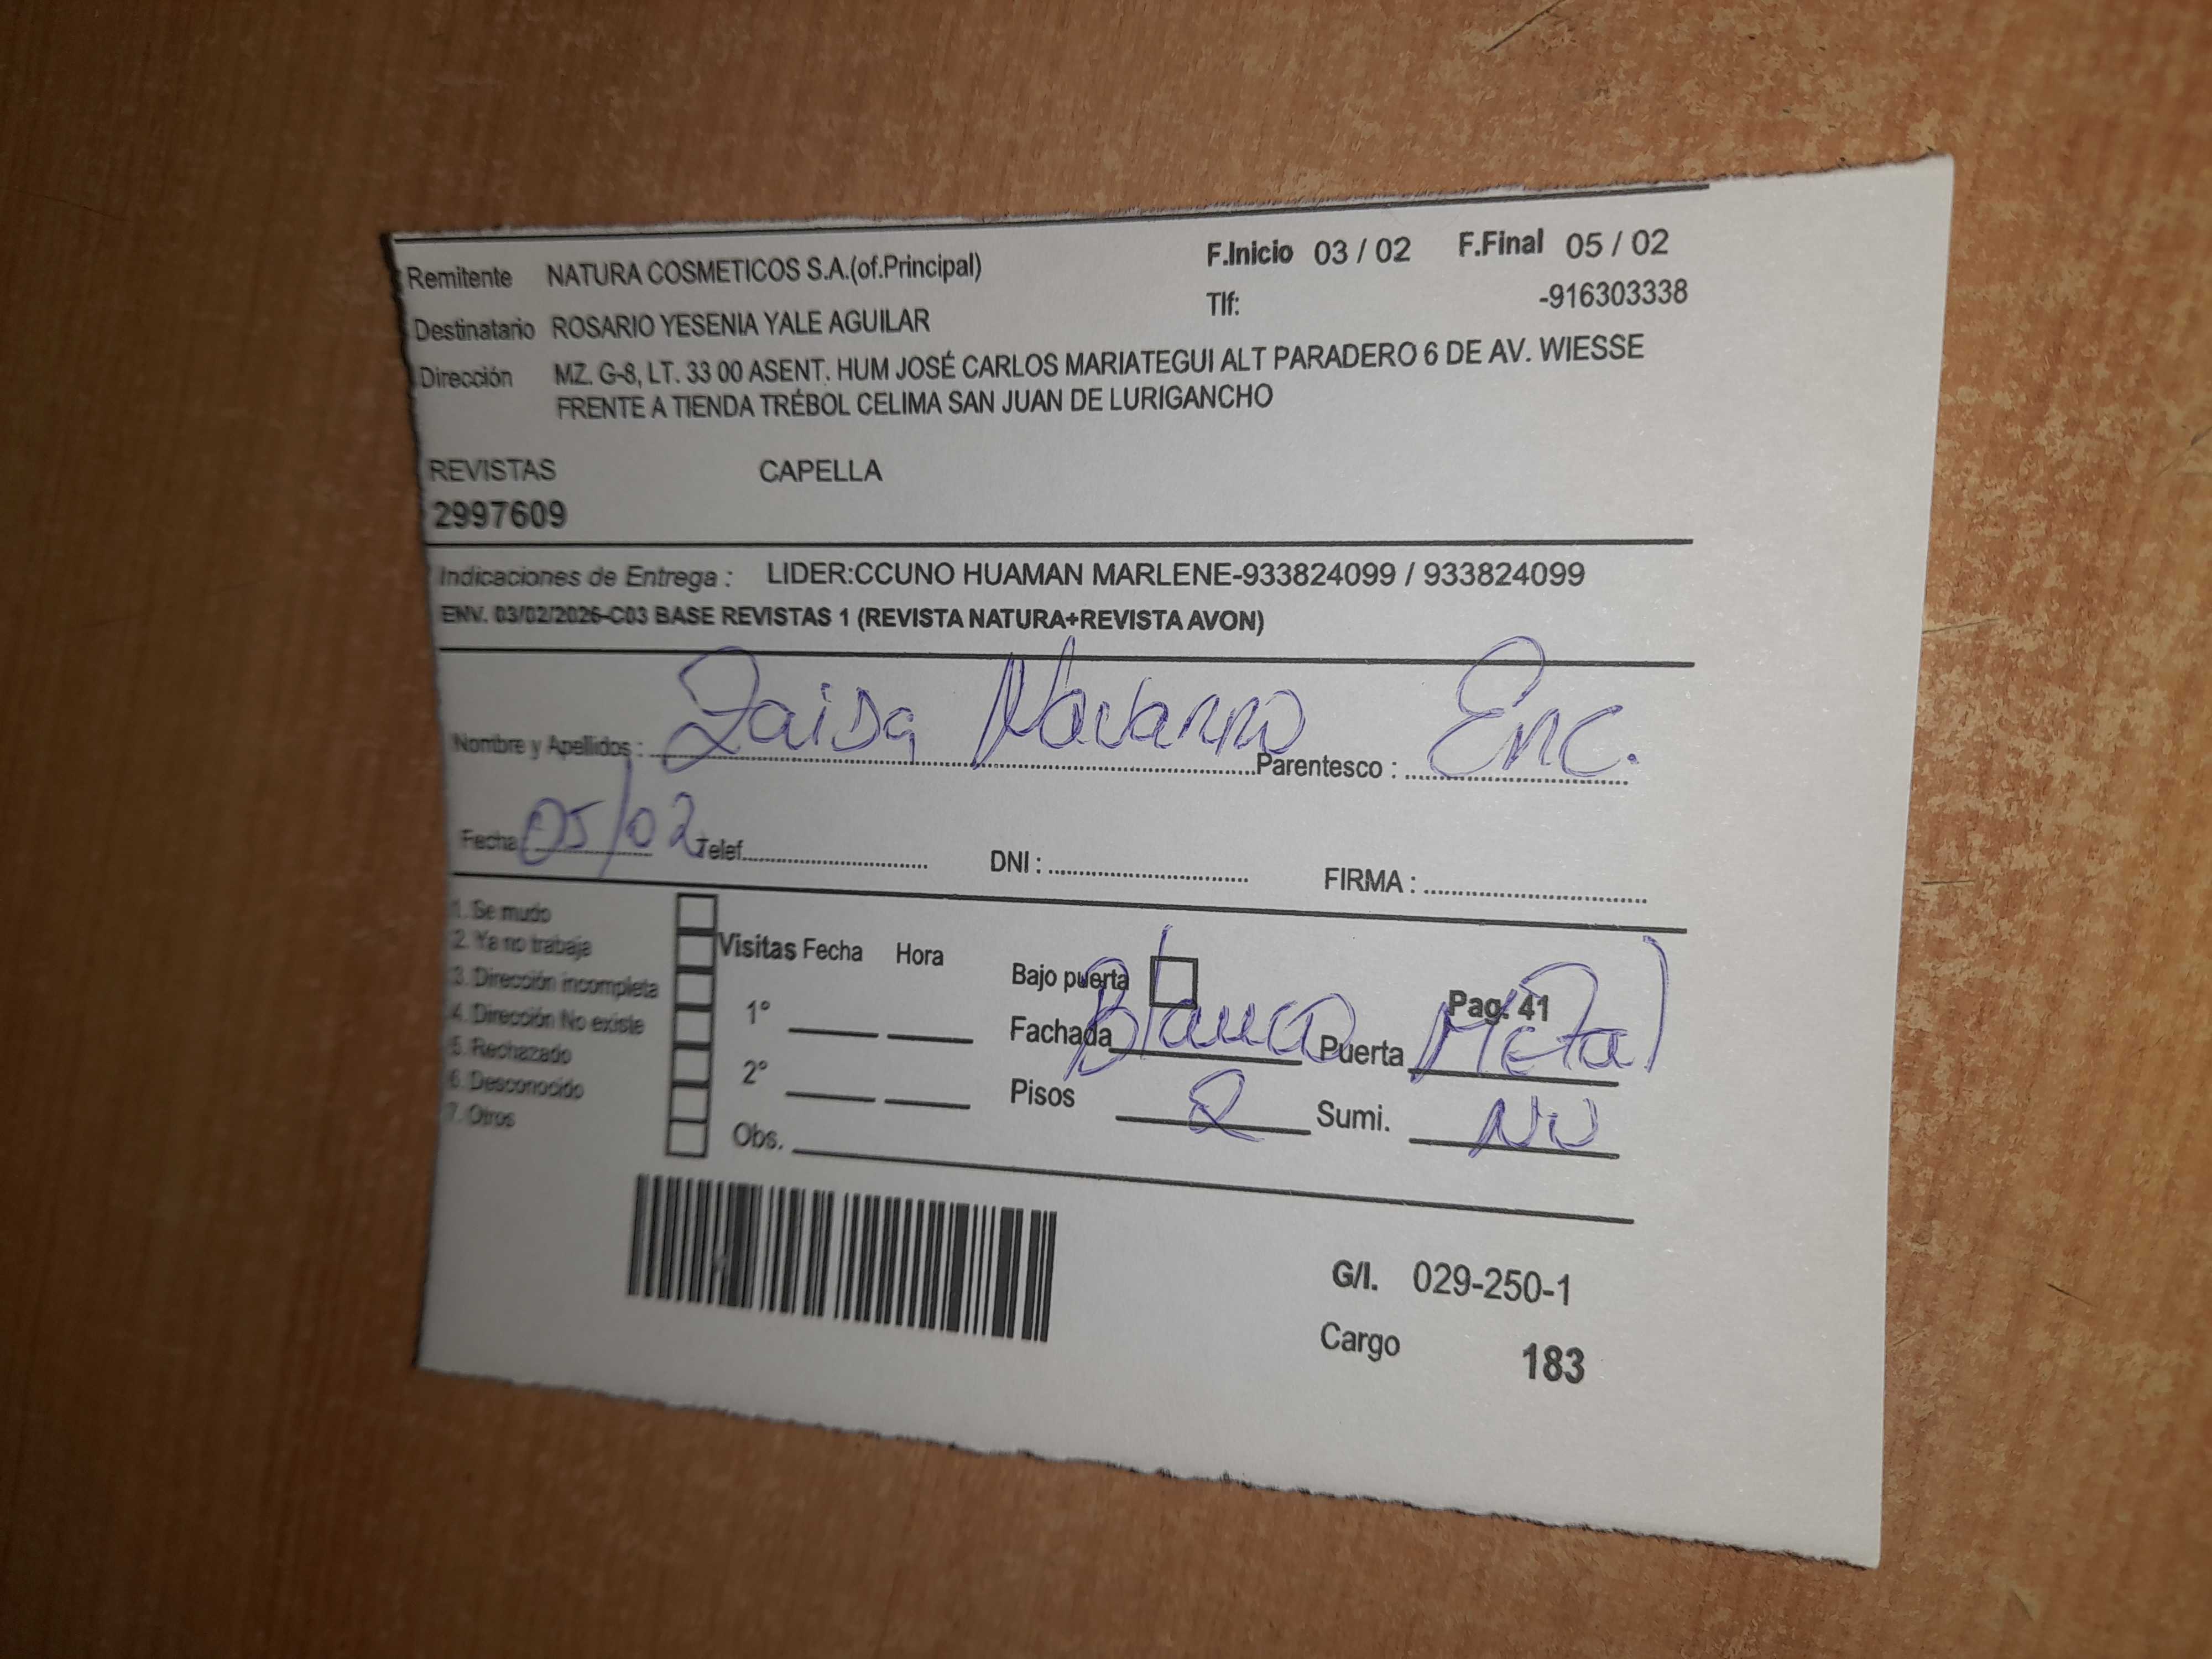 Remitente NATURA COSMETICOS S.A.(of.Principal) F.Inicio 03 / 02 F.Final 05 / 02
Tlf: -916303338
Destinatario ROSARIO YESENIA YALE AGUILAR
Dirección MZ. G-8, LT. 33 00 ASENT. HUM JOSÉ CARLOS MARIATEGUI ALT PARADERO 6 DE AV. WIESSE
FRENTE A TIENDA TRÉBOL CELIMA SAN JUAN DE LURIGANCHO
REVISTAS CAPELLA
2997609
Indicaciones de Entrega : LIDER:CCUNO HUAMAN MARLENE-933824099 / 933824099
ENV. 03/02/2026-C03 BASE REVISTAS 1 (REVISTA NATURA+REVISTA AVON)
Nombre y Apellidos : Zaida Navarro Parentesco : Enc.
Fecha 05/02 Telef. DNI : FIRMA :
1. Se mudo
2. Ya no trabaja
3. Dirección incompleta
4. Dirección No existe
5. Rechazado
6. Desconocido
7. Otros
Visitas Fecha Hora
1°
2°
Obs.
Bajo puerta Pag. 41
Fachada Blanco Puerta Metal
Pisos 2 Sumi. NO
G/I. 029-250-1
Cargo 183